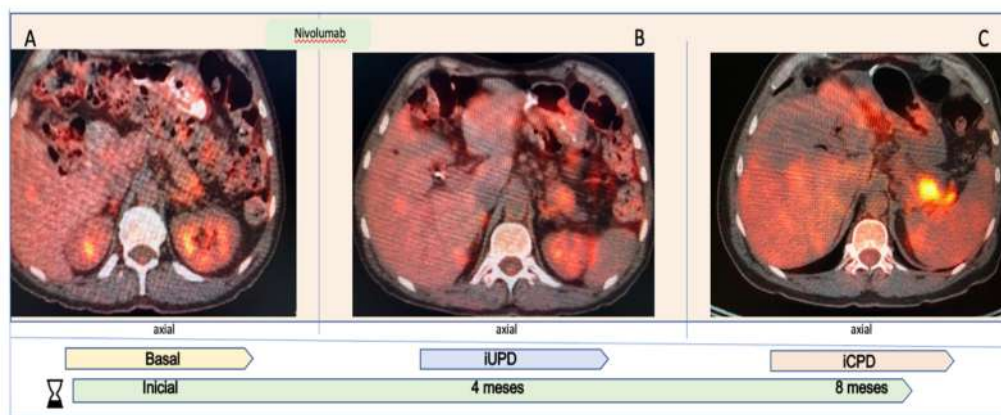 A
Nivolumab
B
C
axial
axial
axial
Basal
iUPD
iCPD
Inicial
4 meses
8 meses